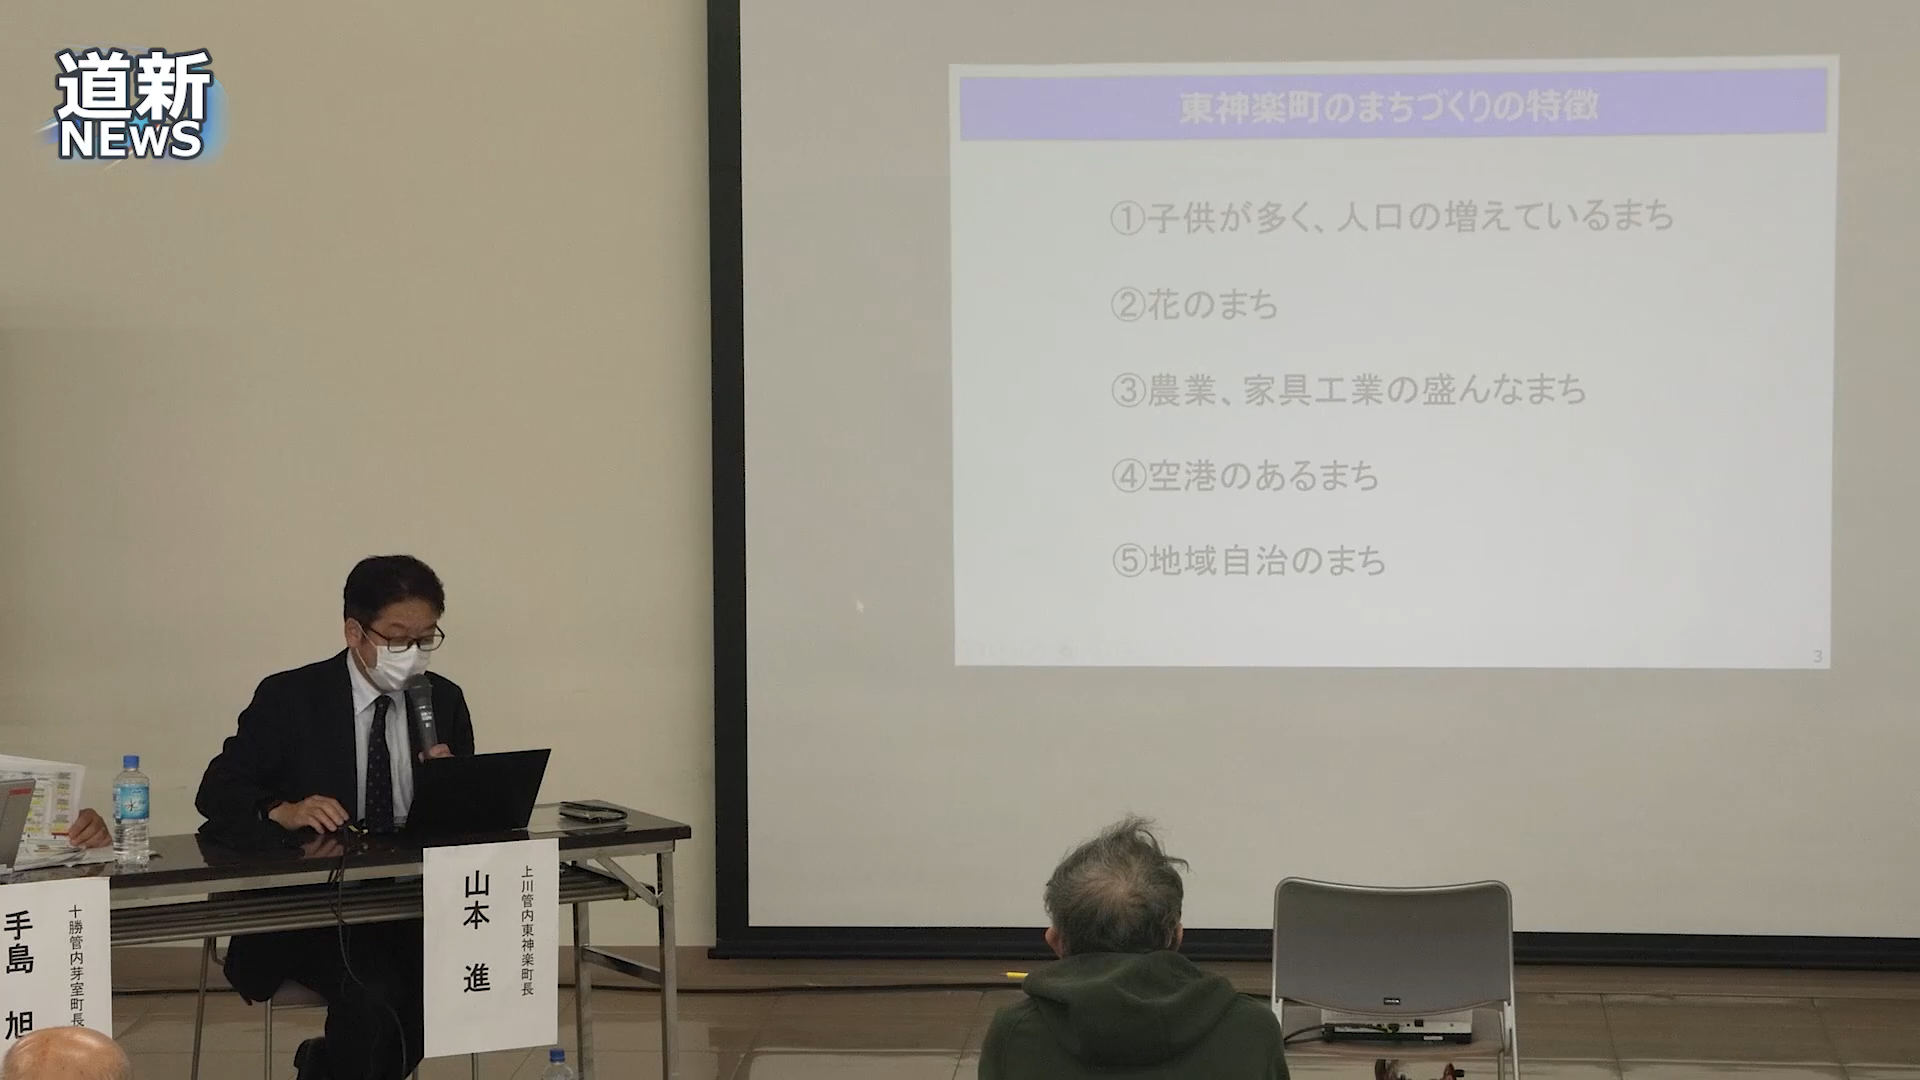 道新
NEWS
東神楽町のまちづくりの特徴
①子供が多く、人口の増えているまち
②花のまち
③農業、家具工業の盛んなまち
④空港のあるまち
⑤地域自治のまち
3
上川管内東神楽町長
山本 進
十勝管内芽室町長
手島 旭